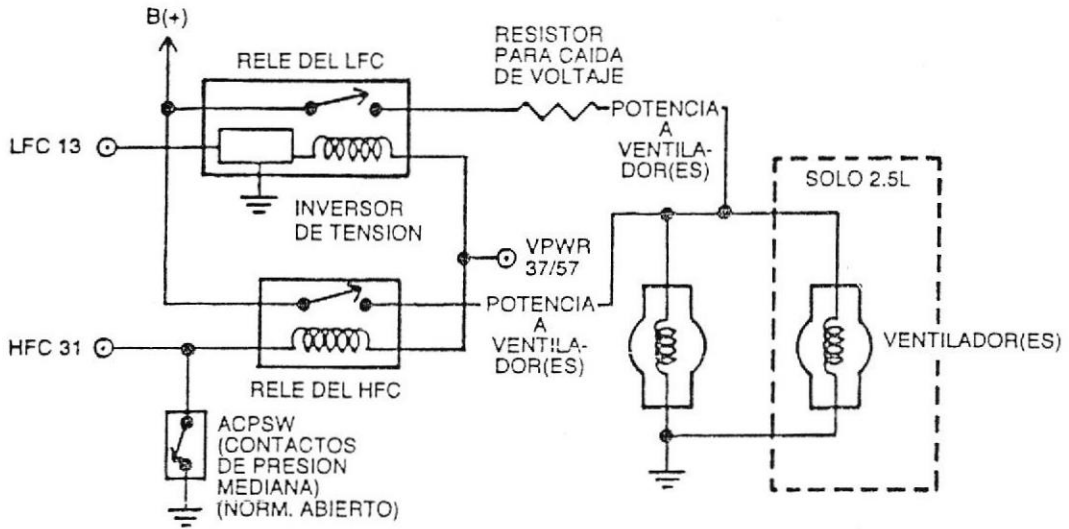 B(+)
RELE DEL LFC
RESISTOR
PARA CAIDA
DE VOLTAJE
POTENCIA
A
VENTILA-
DOR(ES)
LFC 13
SOLO 2.5L
INVERSOR
DE TENSION
VPWR
37/57
POTENCIA
A
VENTILA-
DOR(ES)
HFC 31
VENTILADOR(ES)
RELE DEL HFC
ACPSW
(CONTACTOS
DE PRESION
MEDIANA)
(NORM. ABIERTO)